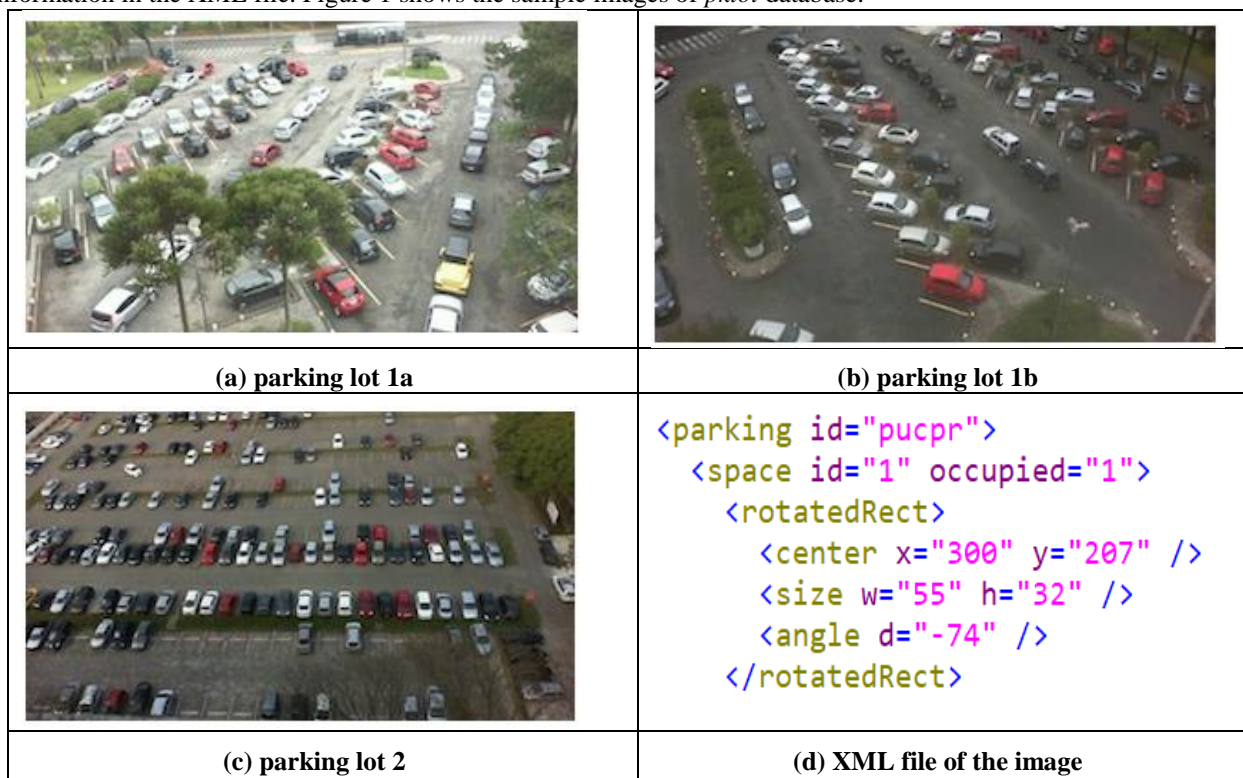 information in the XML file. Figure 1 shows the sample images of pklot database.
(a) parking lot 1a
(b) parking lot 1b
<parking id="pucpr">
<space id="1" occupied="1">
<rotatedRect>
<center x="300" y="207" />
<size w="55" h="32" />
<angle d="-74" />
</rotatedRect>
(c) parking lot 2
(d) XML file of the image